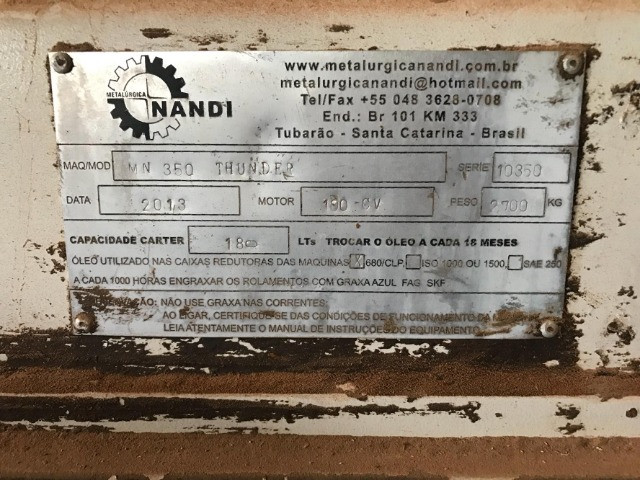 METALÚRGICA
NANDI
www.metalurgicanandi.com.br
metalurgicanandi@hotmail.com
Tel/Fax +55 048 3628-0708
End.: Br 101 KM 333
Tubarão - Santa Catarina - Brasil
MAQ/MOD MN 350 THUNDER SERIE 10350
DATA 2013 MOTOR CV PESO 2700 KG
CAPACIDADE CARTER 18 LTs TROCAR O ÓLEO A CADA 18 MESES
ÓLEO UTILIZADO NAS CAIXAS REDUTORAS DAS MAQUINAS X 680/CLP, ISO 1000 OU 1500, SAE 250
A CADA 1000 HORAS ENGRAXAR OS ROLAMENTOS COM GRAXA AZUL FAG SKF
NÃO USE GRAXA NAS CORRENTES.
AO LIGAR, CERTIFIQUE-SE DAS CONDIÇÕES DE FUNCIONAMENTO DA
LEIA ATENTAMENTE O MANUAL DE INSTRUÇÕES DO EQUIPAMENTO.